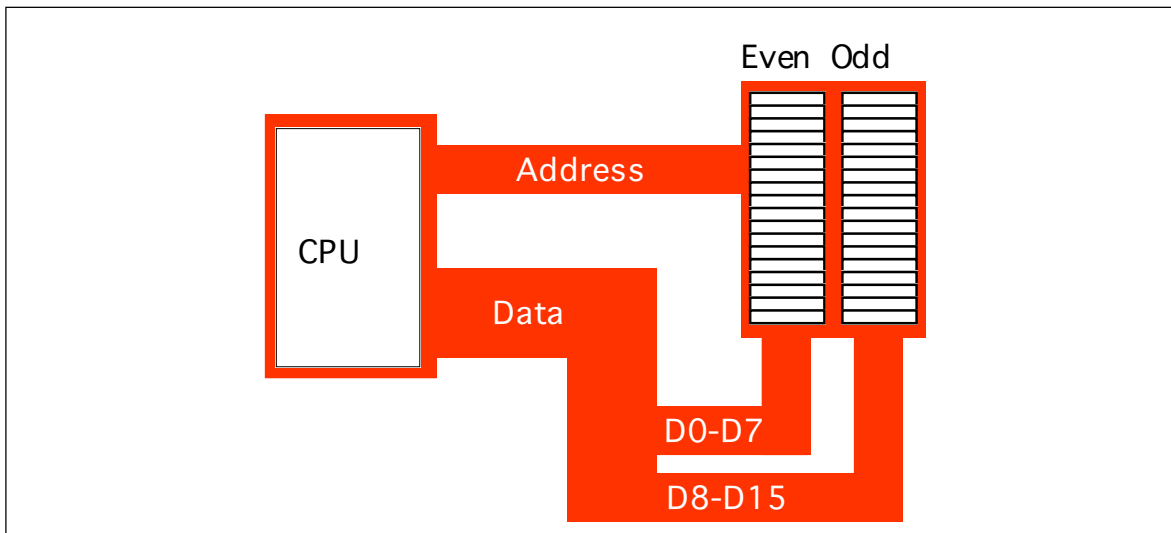 Even Odd
Address
CPU
Data
D0-D7
D8-D15